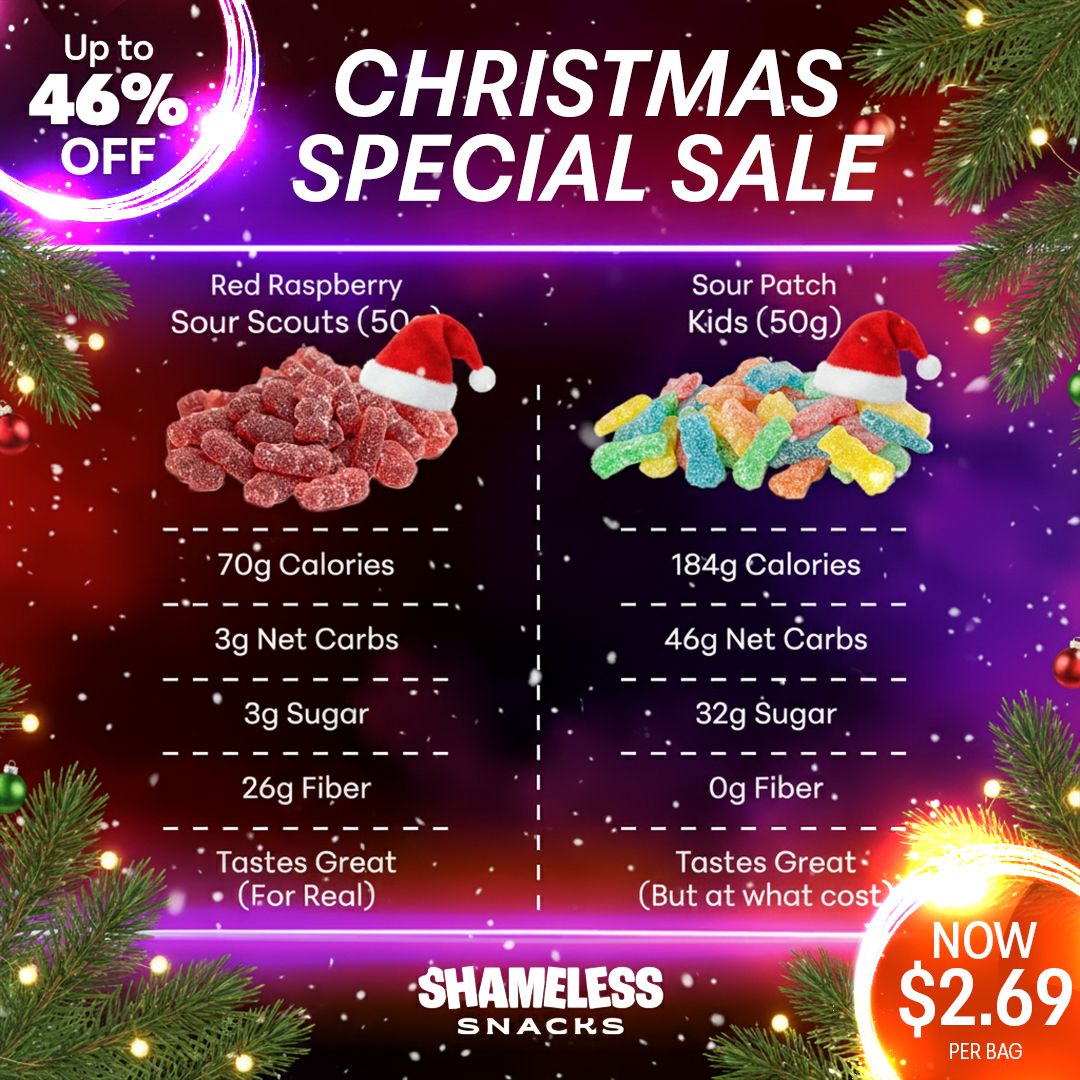 Up to
46%
OFF
CHRISTMAS
SPECIAL SALE
Red Raspberry
Sour Scouts
Sour Patch
Kids (50g)
70g Calories
184g Calories
3g Net Carbs
46g Net Carbs
3g Sugar
32g Sugar
26g Fiber
0g Fiber
Tastes Great
(For Real)
Tastes Great
(But at what cost)
SHAMELESS
SNACKS
NOW
$2.69
PER BAG